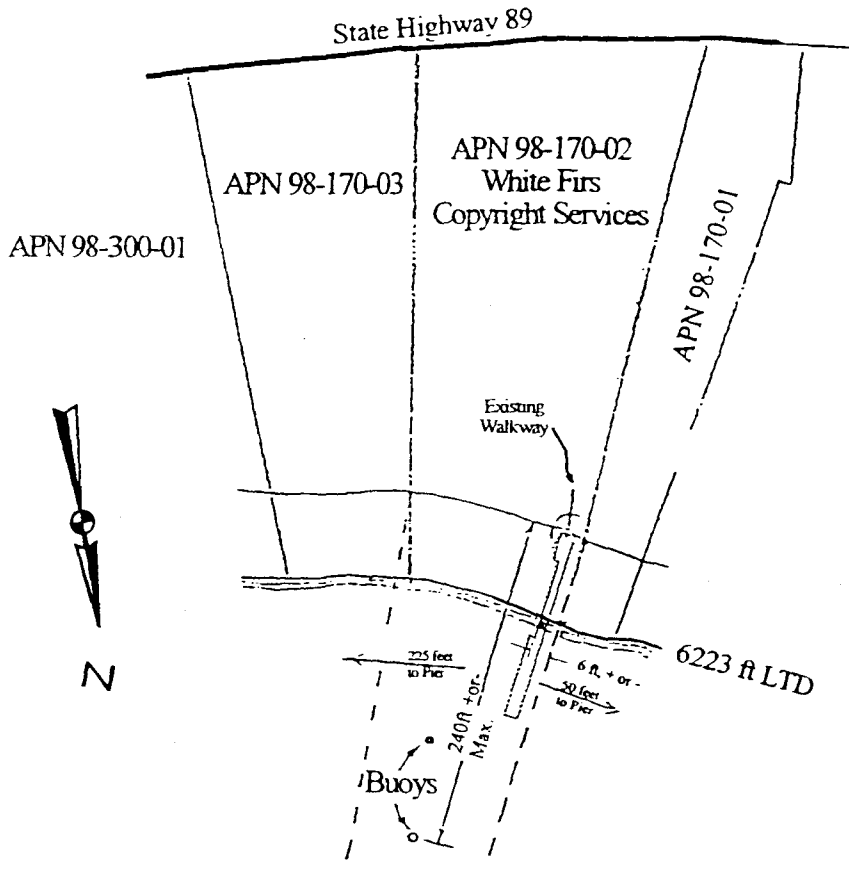 State Highway 89
APN 98-170-02
White Firs
Copyright Services
APN 98-170-03
APN 98-300-01
APN 98-170-01
Existing
Walkway
N
225 feet
to Pier
6 ft, + or -
50 feet
to Pier
6223 ft LTD
240ft +or-
Max.
Buoys